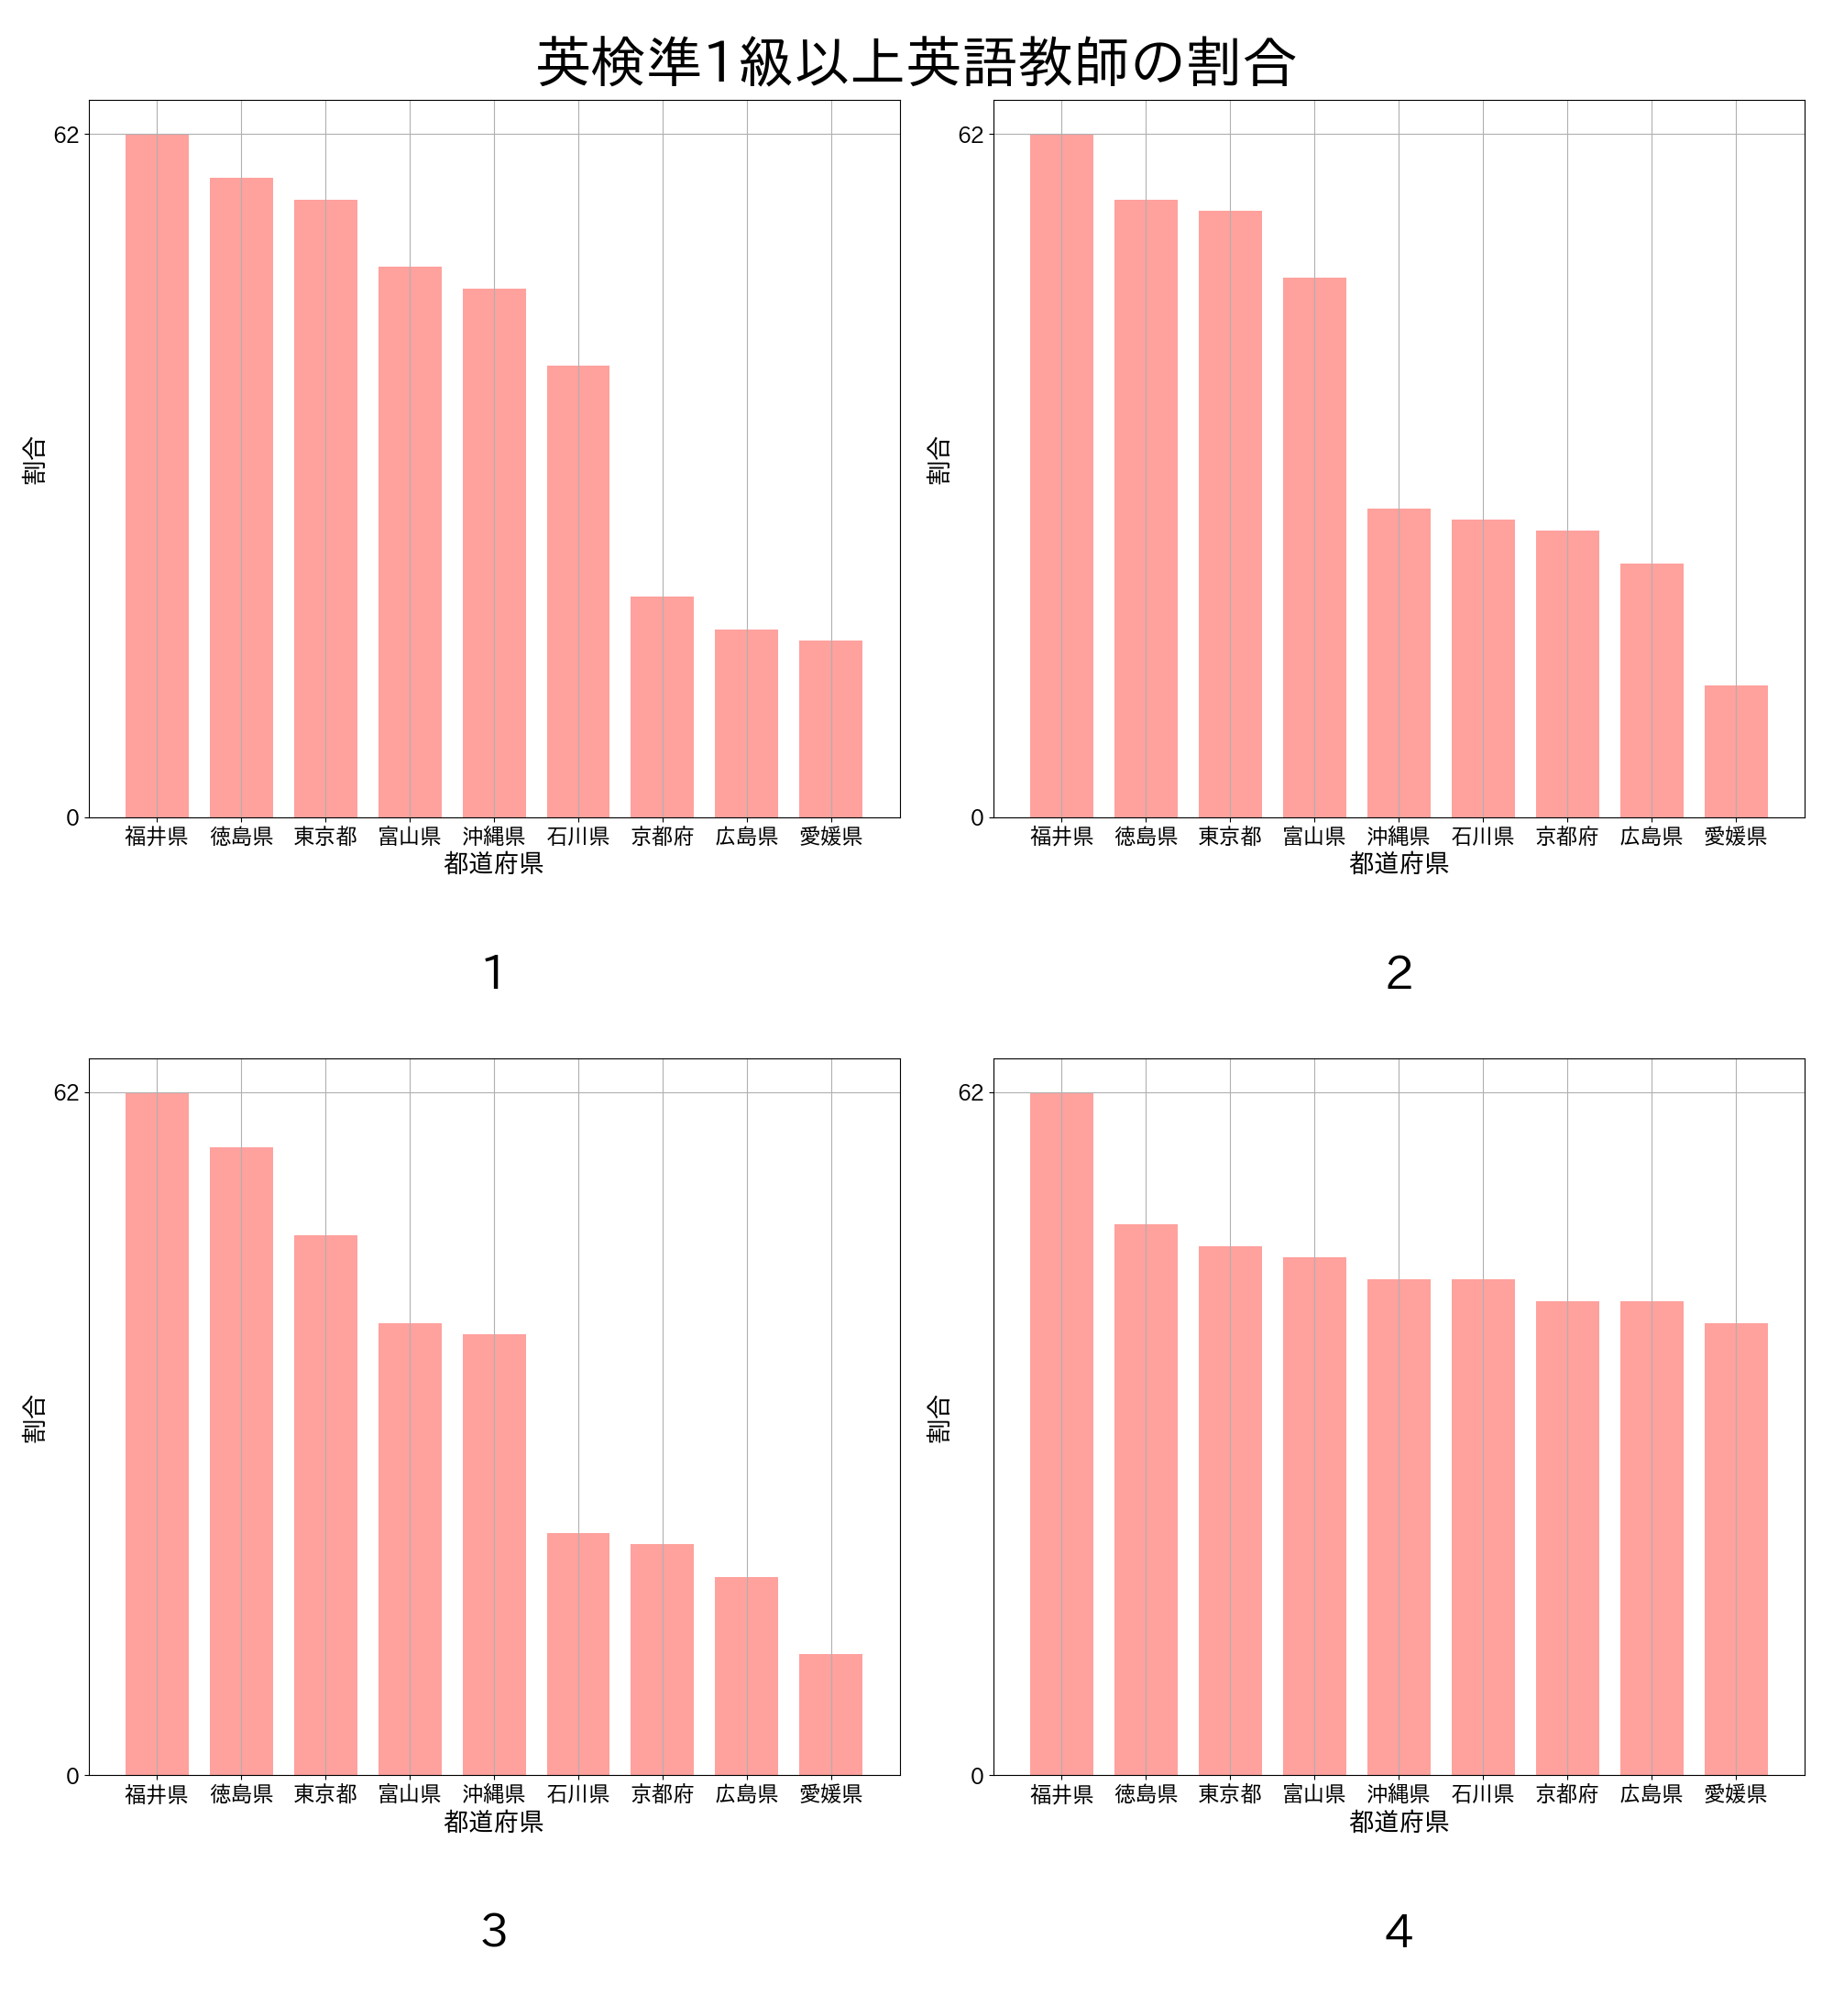 英検準1級以上英語教師の割合
62
0
割合
福井県 徳島県 東京都 富山県 沖縄県 石川県 京都府 広島県 愛媛県
都道府県
1
62
0
割合
福井県 徳島県 東京都 富山県 沖縄県 石川県 京都府 広島県 愛媛県
都道府県
2
62
0
割合
福井県 徳島県 東京都 富山県 沖縄県 石川県 京都府 広島県 愛媛県
都道府県
3
62
0
割合
福井県 徳島県 東京都 富山県 沖縄県 石川県 京都府 広島県 愛媛県
都道府県
4